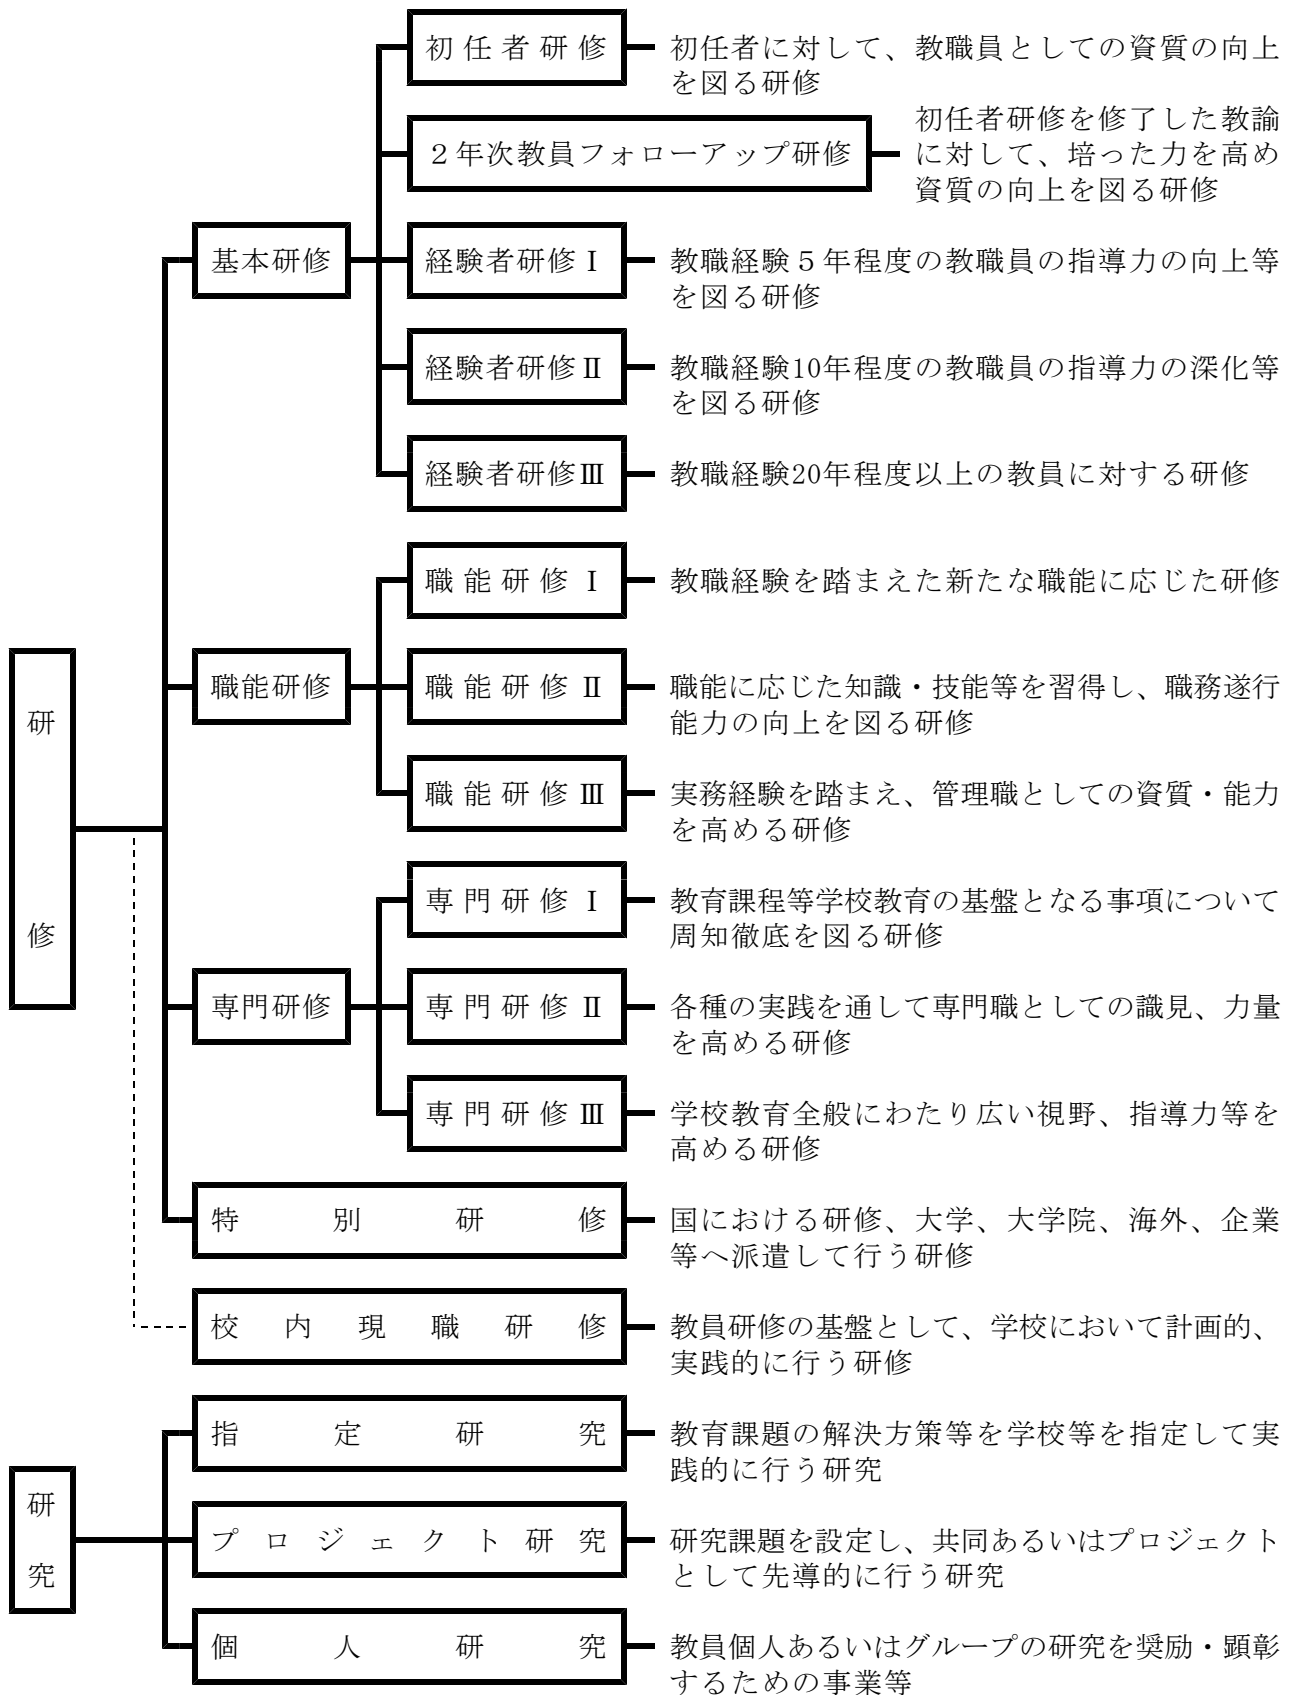 初任者研修
初任者に対して、教職員としての資質の向上
を図る研修
２年次教員フォローアップ研修
初任者研修を修了した教諭
に対して、培った力を高め
資質の向上を図る研修
基本研修
経験者研修Ⅰ
教職経験５年程度の教職員の指導力の向上等
を図る研修
経験者研修Ⅱ
教職経験10年程度の教職員の指導力の深化等
を図る研修
経験者研修Ⅲ
教職経験20年程度以上の教員に対する研修
職能研修Ⅰ
教職経験を踏まえた新たな職能に応じた研修
研修
職能研修
職能研修Ⅱ
職能に応じた知識・技能等を習得し、職務遂行
能力の向上を図る研修
職能研修Ⅲ
実務経験を踏まえ、管理職としての資質・能力
を高める研修
専門研修Ⅰ
教育課程等学校教育の基盤となる事項について
周知徹底を図る研修
専門研修
専門研修Ⅱ
各種の実践を通して専門職としての識見、力量
を高める研修
専門研修Ⅲ
学校教育全般にわたり広い視野、指導力等を
高める研修
特別研修
国における研修、大学、大学院、海外、企業
等へ派遣して行う研修
校内現職研修
教員研修の基盤として、学校において計画的、
実践的に行う研修
指定研究
教育課題の解決方策等を学校等を指定して実
践的に行う研究
研究
プロジェクト研究
研究課題を設定し、共同あるいはプロジェクト
として先導的に行う研究
個人研究
教員個人あるいはグループの研究を奨励・顕彰
するための事業等